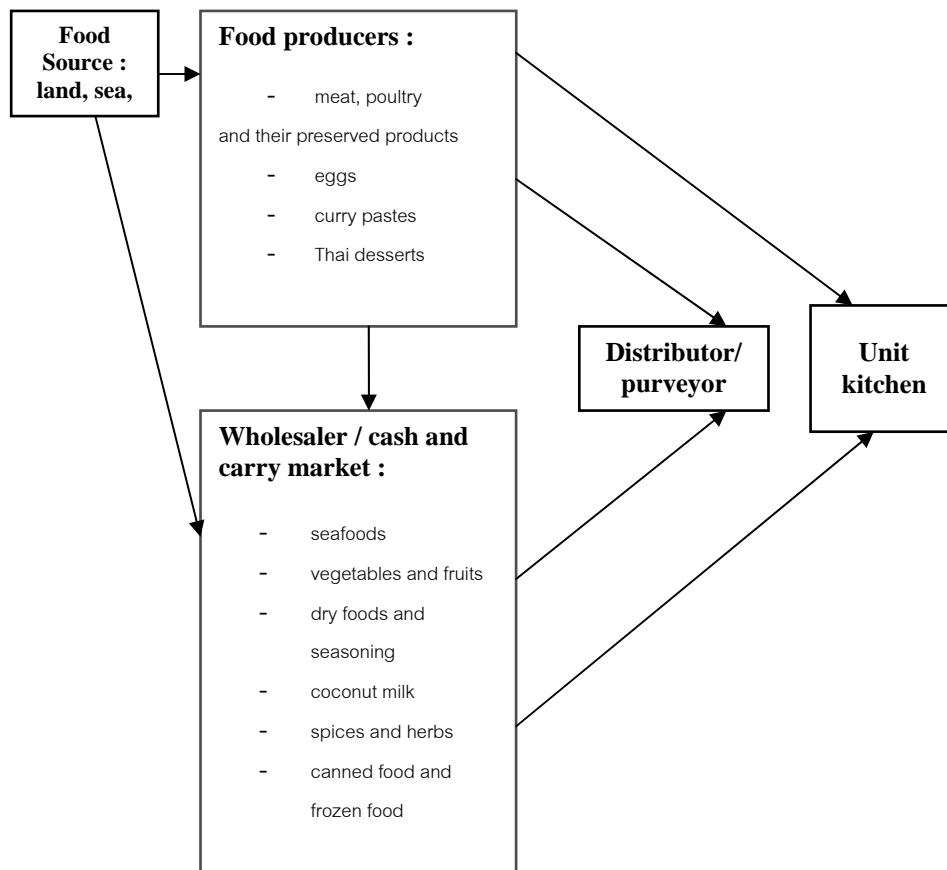 Food
Source :
land, sea,
Food producers :
- meat, poultry
and their preserved products
- eggs
- curry pastes
- Thai desserts
Distributor/
purveyor
Unit
kitchen
Wholesaler / cash and
carry market :
- seafoods
- vegetables and fruits
- dry foods and
seasoning
- coconut milk
- spices and herbs
- canned food and
frozen food